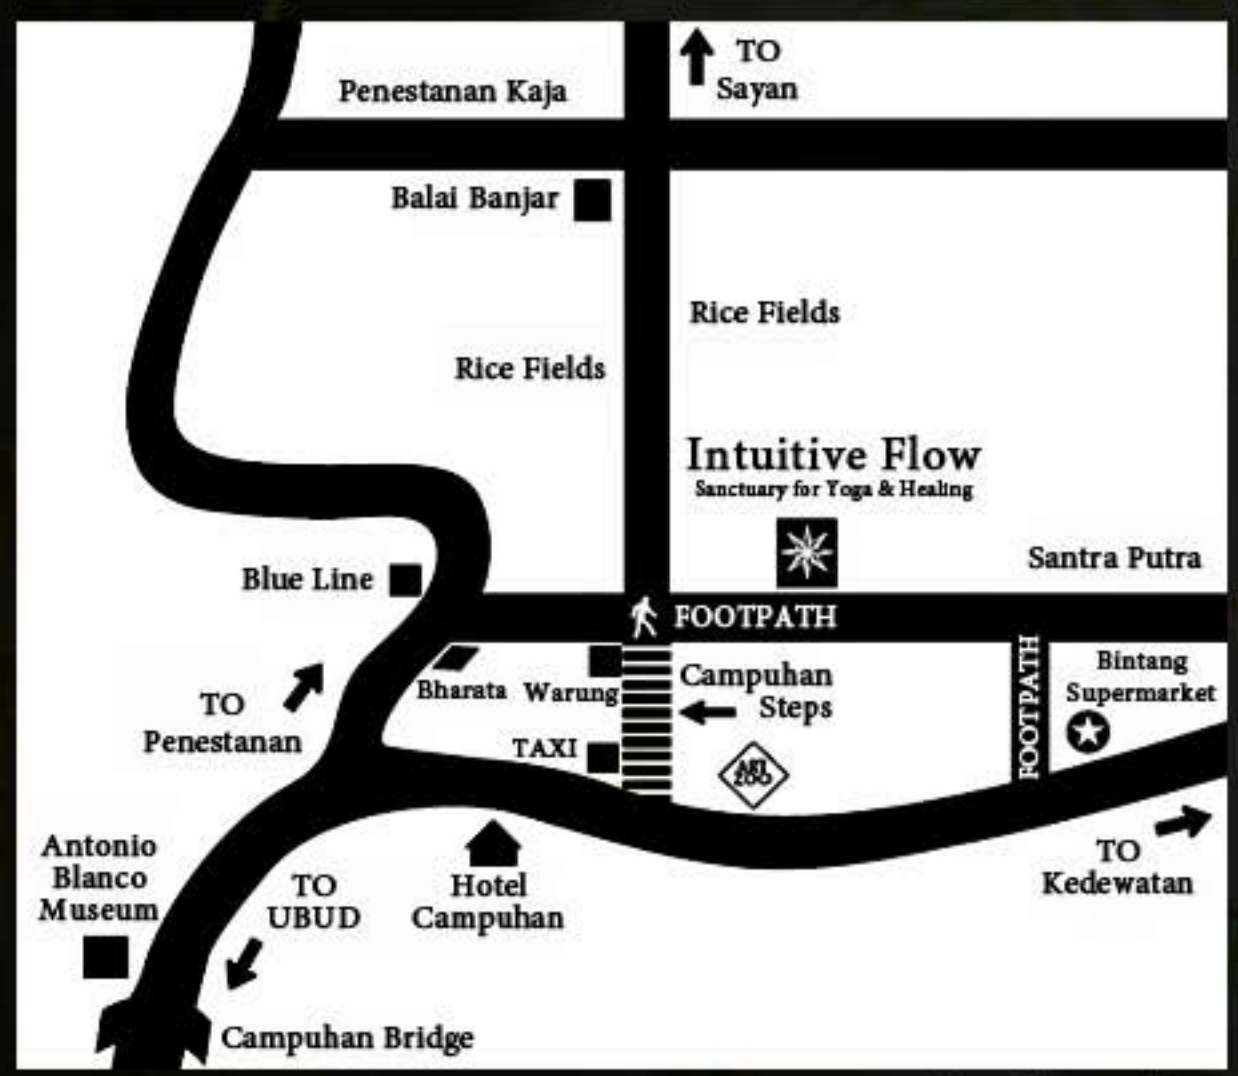 TO
Sayan
Penestanan Kaja
Balai Banjar
Rice Fields
Rice Fields
Intuitive Flow
Sanctuary for Yoga & Healing
Santra Putra
Blue Line
FOOTPATH
FOOTPATH
Bharata
Warung
Campuhan
Steps
Bintang
Supermarket
TO
Penestanan
TAXI
ART
ZOO
Antonio
Blanco
Museum
TO
UBUD
Hotel
Campuhan
TO
Kedewatan
Campuhan Bridge